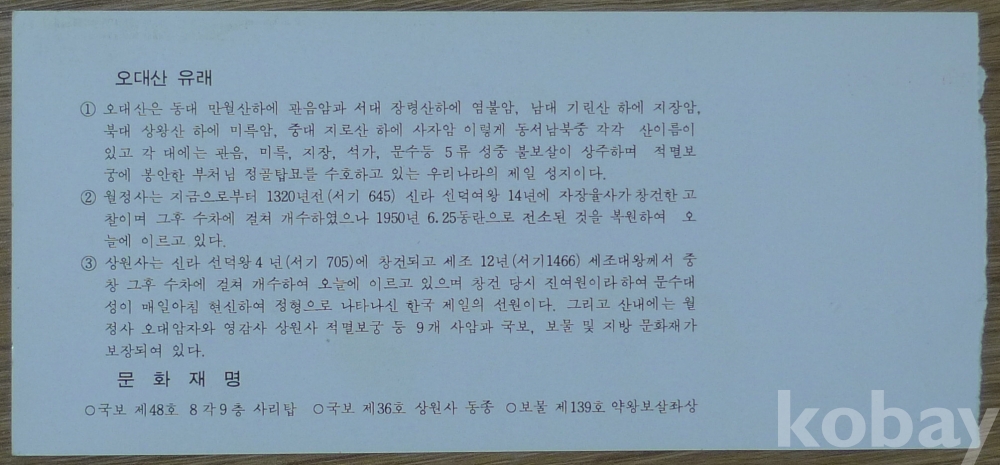 오대산 유래
① 오대산은 동대 만월산하에 관음암과 서대 장령산하에 염불암, 남대 기린산 하에 지장암,
북대 상왕산 하에 미륵암, 중대 지로산 하에 사자암 이렇게 동서남북중 각각 산이름이
있고 각 대에는 관음, 미륵, 지장, 석가, 문수등 5류 성중 불보살이 상주하며 적멸보
궁에 봉안한 부처님 정골탑묘를 수호하고 있는 우리나라의 제일 성지이다.
② 월정사는 지금으로부터 1320년전(서기 645) 신라 선덕여왕 14년에 자장율사가 창건한 고
찰이며 그후 수차에 걸쳐 개수하였으나 1950년 6.25동란으로 전소된 것을 복원하여 오
늘에 이르고 있다.
③ 상원사는 신라 선덕왕 4년(서기 705)에 창건되고 세조 12년(서기1466) 세조대왕께서 중
창 그후 수차에 걸쳐 개수하여 오늘에 이르고 있으며 창건 당시 진여원이라하여 문수대
성이 매일아침 현신하여 정형으로 나타나신 한국 제일의 선원이다. 그리고 산내에는 월
정사 오대암자와 영감사 상원사 적멸보궁 등 9개 사암과 국보, 보물 및 지방 문화재가
보장되여 있다.
문 화 재 명
○국보 제48호 8각9층 사리탑 ○국보 제36호 상원사 동종 ○보물 제139호 약왕보살좌상
kobay